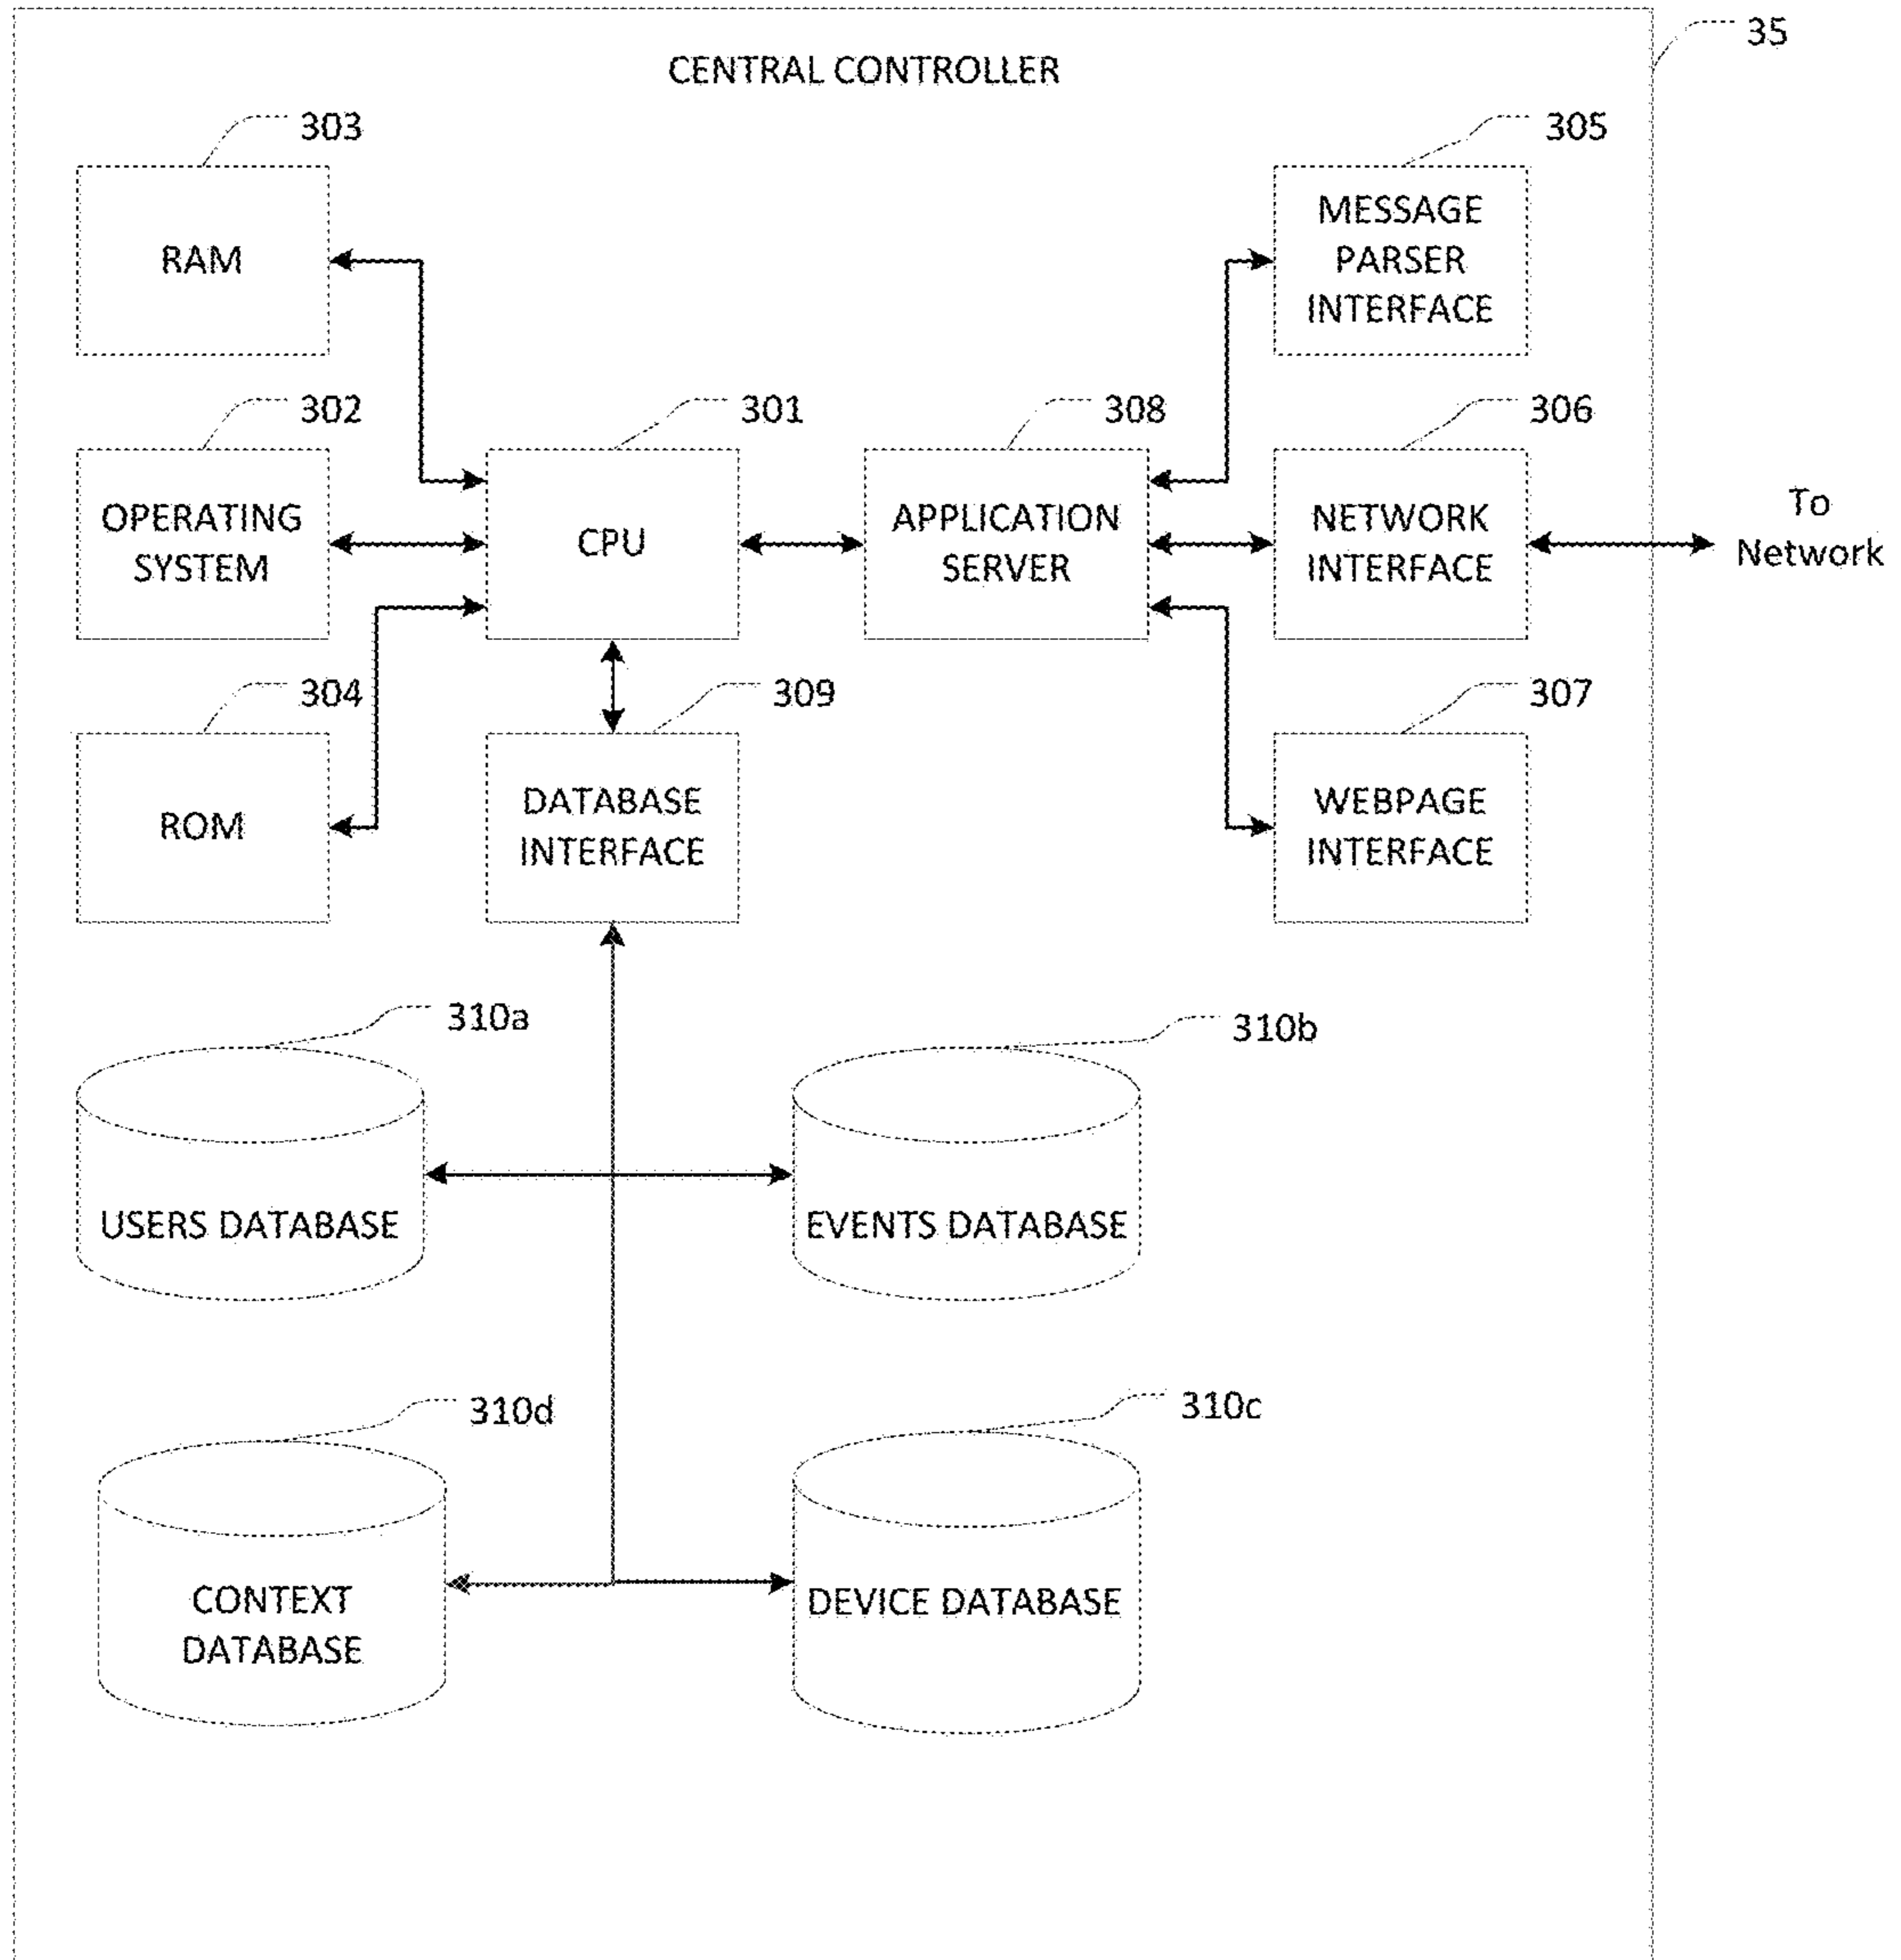 35
CENTRAL CONTROLLER
303
305
RAM
MESSAGE
PARSER
INTERFACE
302
301
308
306
OPERATING
SYSTEM
CPU
APPLICATION
SERVER
NETWORK
INTERFACE
To
Network
304
309
307
ROM
DATABASE
INTERFACE
WEBPAGE
INTERFACE
310a
310b
USERS DATABASE
EVENTS DATABASE
310d
310c
CONTEXT
DATABASE
DEVICE DATABASE